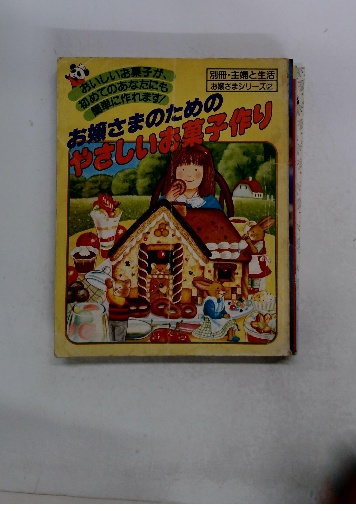 おいしいお菓子が、
初めてのあなたにも
簡単に作れます!
別冊・主婦と生活
お嬢さまシリーズ②
お嬢さまのための
やさしいお菓子作り